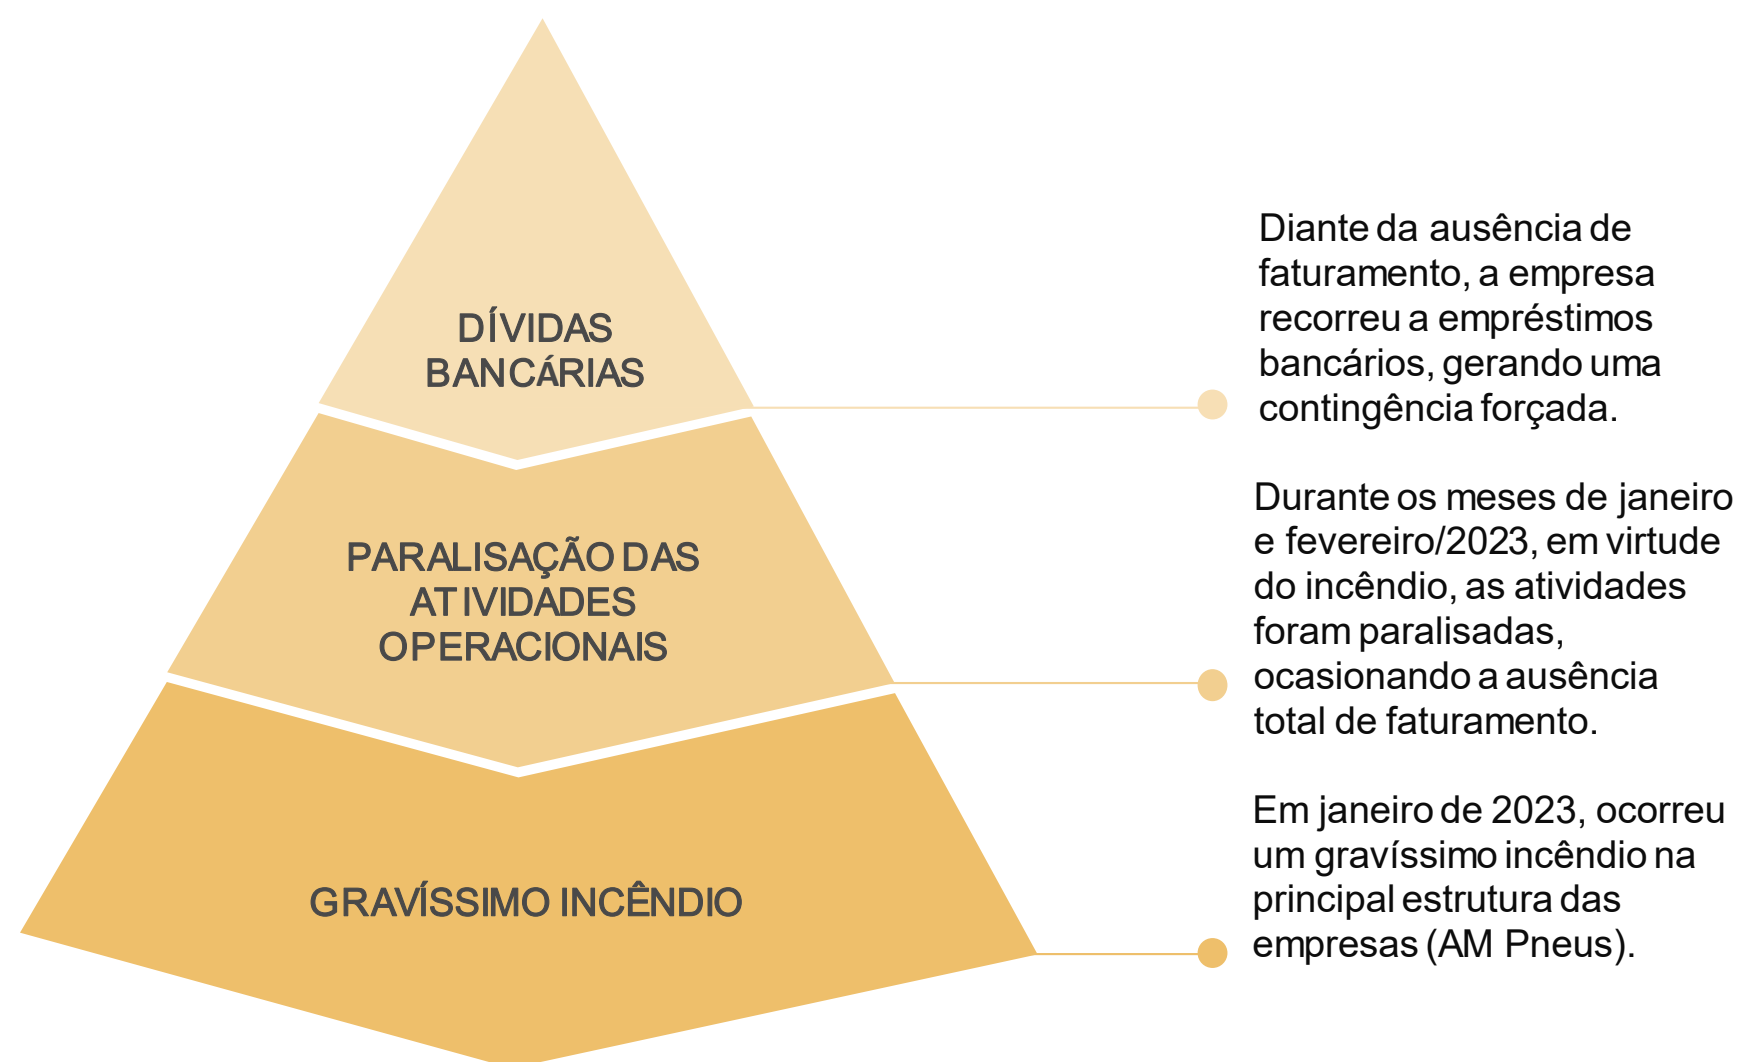 DÍVIDAS
BANCÁRIAS
Diante da ausência de
faturamento, a empresa
recorreu a empréstimos
bancários, gerando uma
contingência forçada.
PARALISAÇÃO DAS
ATIVIDADES
OPERACIONAIS
Durante os meses de janeiro
e fevereiro/2023, em virtude
do incêndio, as atividades
foram paralisadas,
ocasionando a ausência
total de faturamento.
GRAVÍSSIMO INCÊNDIO
Em janeiro de 2023, ocorreu
um gravíssimo incêndio na
principal estrutura das
empresas (AM Pneus).